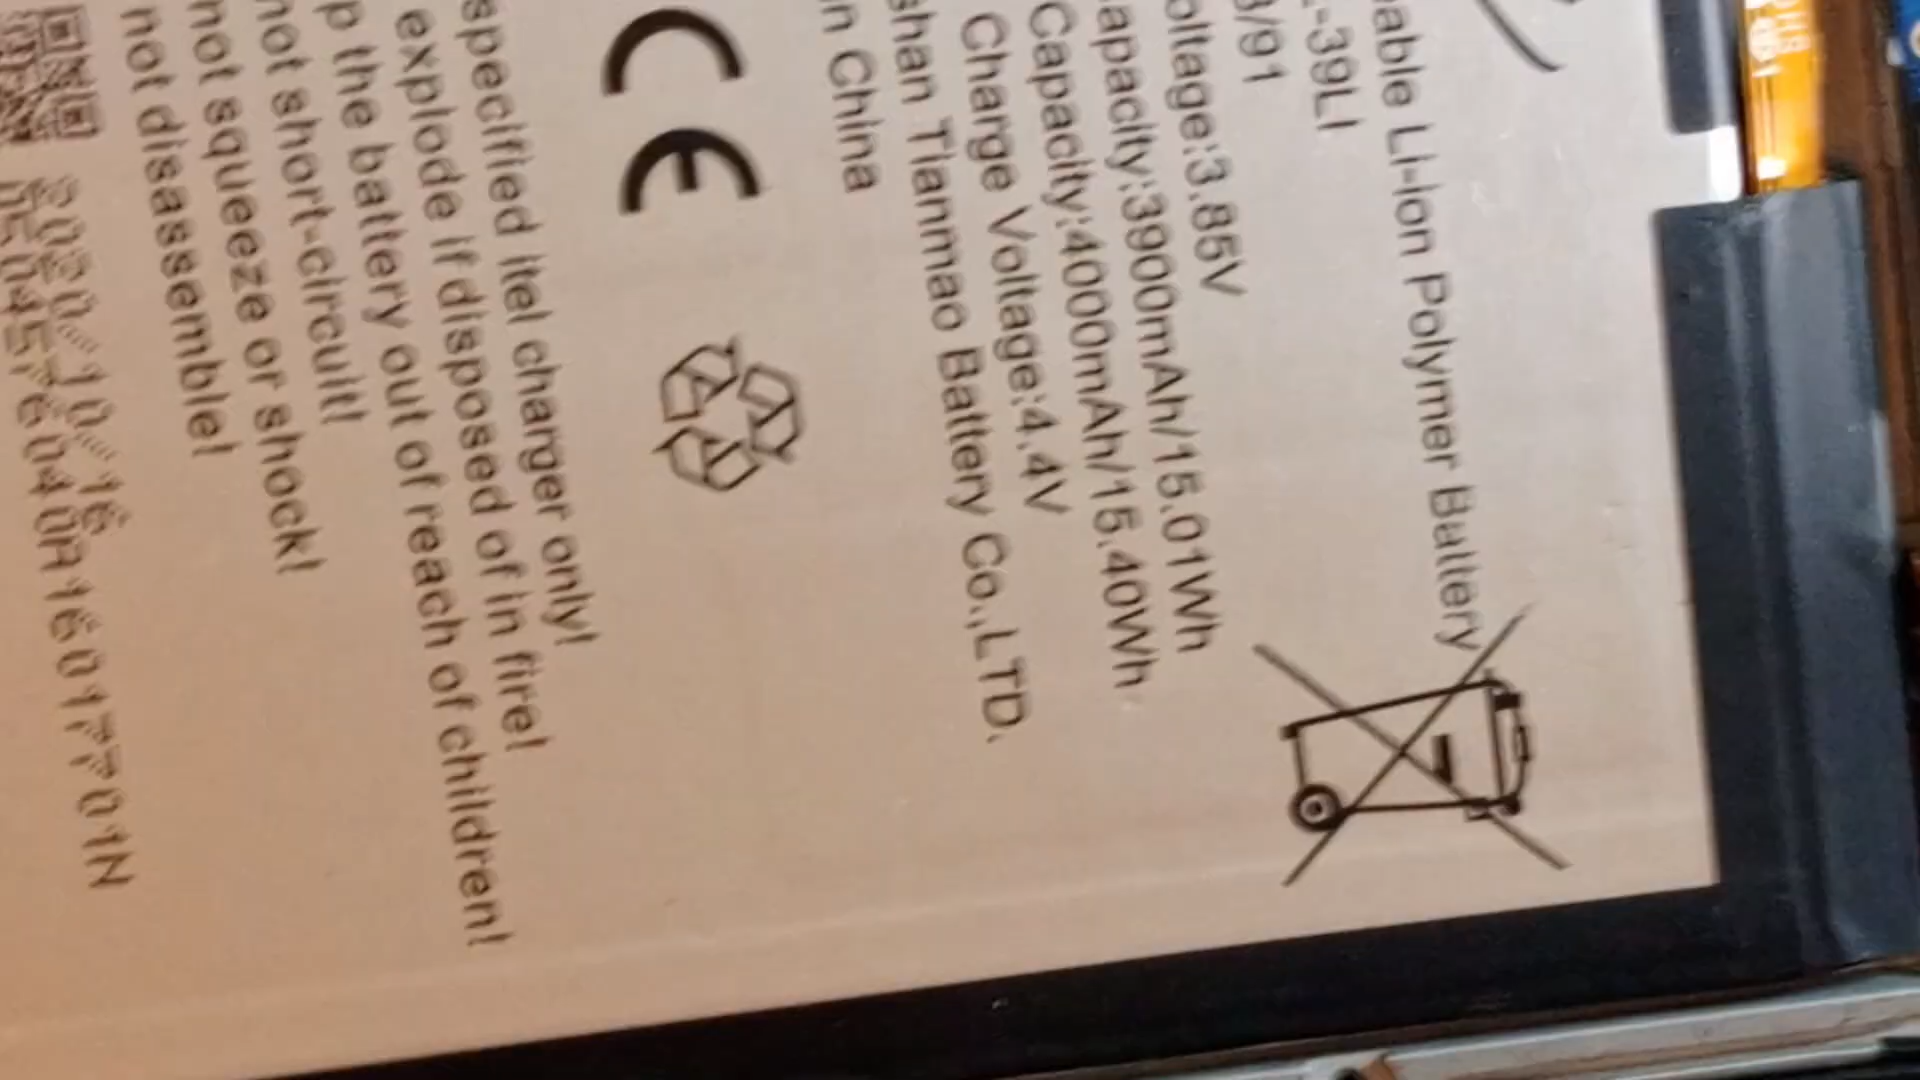 able Li-ion Polymer Battery
-39LI
3/91
oltage:3.85V
apacity:3900mAh/15.01Wh
Capacity:4000mAh/15.40Wh
Charge Voltage:4.4V
shan Tianmao Battery Co.,LTD.
n China
CE
specified itel charger only!
explode if disposed of in fire!
p the battery out of reach of children!
not short-circuit!
not squeeze or shock!
not disassemble!
2020/10/16